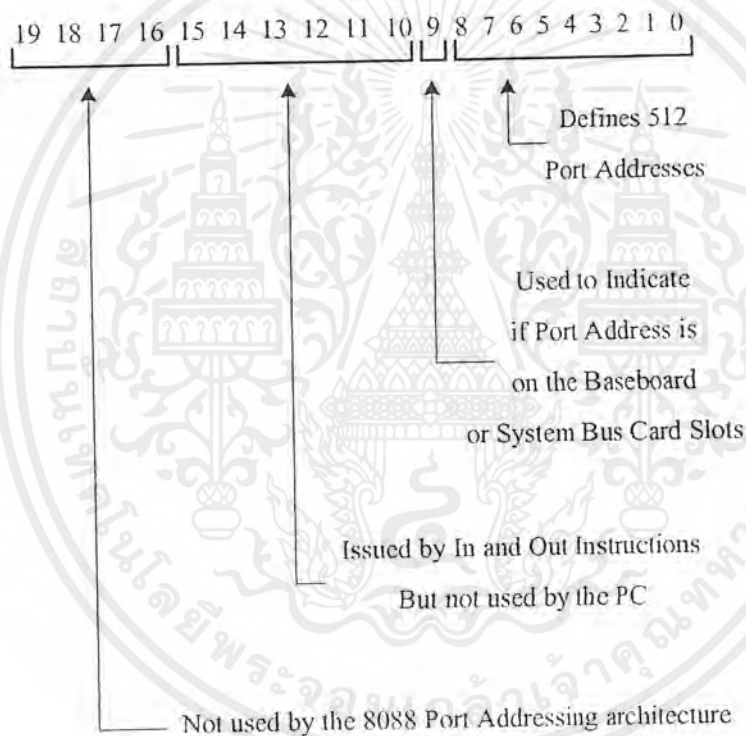 19 18 17 16 15 14 13 12 11 10 9 8 7 6 5 4 3 2 1 0
Defines 512
Port Addresses
Used to Indicate
if Port Address is
on the Baseboard
or System Bus Card Slots
Issued by In and Out Instructions
But not used by the PC
Not used by the 8088 Port Addressing architecture